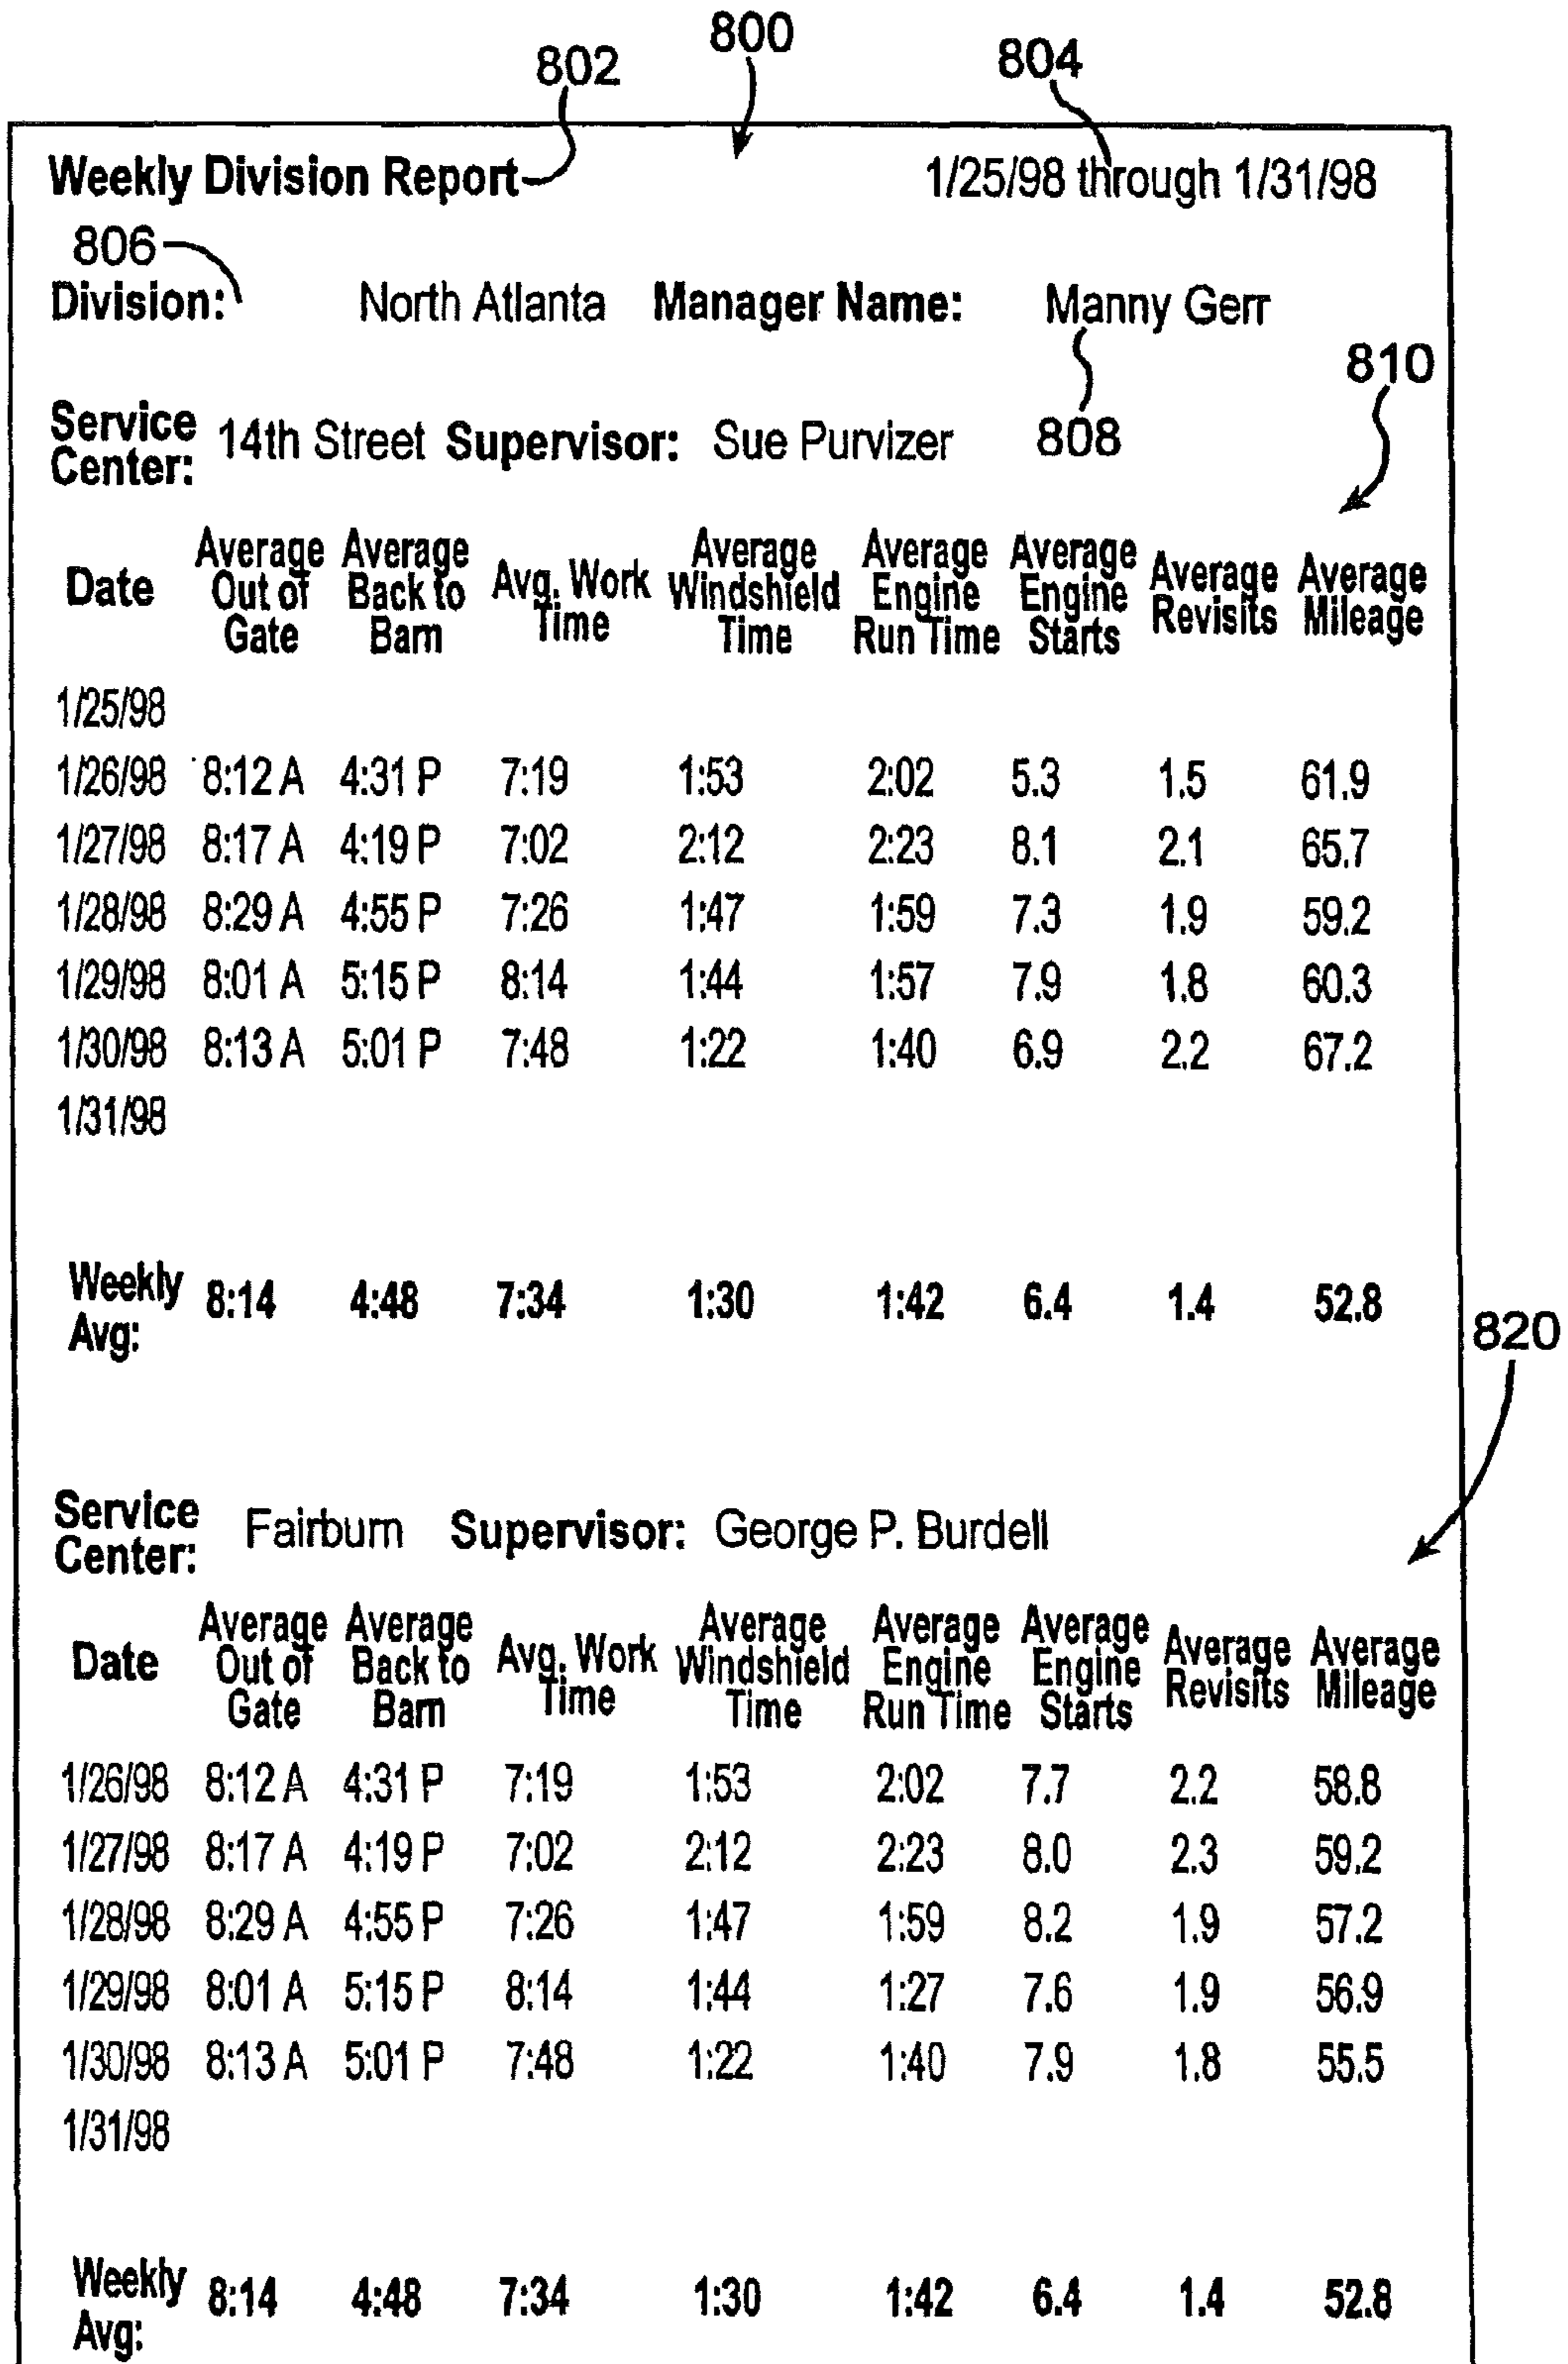 802 800 804
Weekly Division Report 1/25/98 through 1/31/98
806
Division: North Atlanta Manager Name: Manny Gerr
810
Service Center: 14th Street Supervisor: Sue Purvizer 808
Date Average Out of Gate Average Back to Barn Avg. Work Time Average Windshield Time Average Engine Run Time Average Engine Starts Average Revisits Average Mileage
1/25/98
1/26/98 8:12 A 4:31 P 7:19 1:53 2:02 5.3 1.5 61.9
1/27/98 8:17 A 4:19 P 7:02 2:12 2:23 8.1 2.1 65.7
1/28/98 8:29 A 4:55 P 7:26 1:47 1:59 7.3 1.9 59.2
1/29/98 8:01 A 5:15 P 8:14 1:44 1:57 7.9 1.8 60.3
1/30/98 8:13 A 5:01 P 7:48 1:22 1:40 6.9 2.2 67.2
1/31/98
Weekly Avg: 8:14 4:48 7:34 1:30 1:42 6.4 1.4 52.8
820
Service Center: Fairburn Supervisor: George P. Burdell
Date Average Out of Gate Average Back to Barn Avg. Work Time Average Windshield Time Average Engine Run Time Average Engine Starts Average Revisits Average Mileage
1/26/98 8:12 A 4:31 P 7:19 1:53 2:02 7.7 2.2 58.8
1/27/98 8:17 A 4:19 P 7:02 2:12 2:23 8.0 2.3 59.2
1/28/98 8:29 A 4:55 P 7:26 1:47 1:59 8.2 1.9 57.2
1/29/98 8:01 A 5:15 P 8:14 1:44 1:27 7.6 1.9 56.9
1/30/98 8:13 A 5:01 P 7:48 1:22 1:40 7.9 1.8 55.5
1/31/98
Weekly Avg: 8:14 4:48 7:34 1:30 1:42 6.4 1.4 52.8